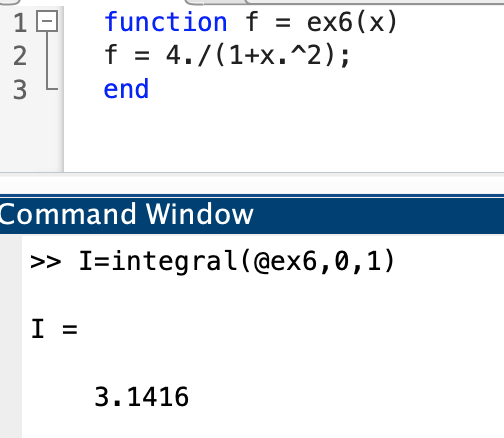 1 function f = ex6(x)
2 f = 4./(1+x.^2);
3 end
Command Window
>> I=integral(@ex6,0,1)
I =
3.1416